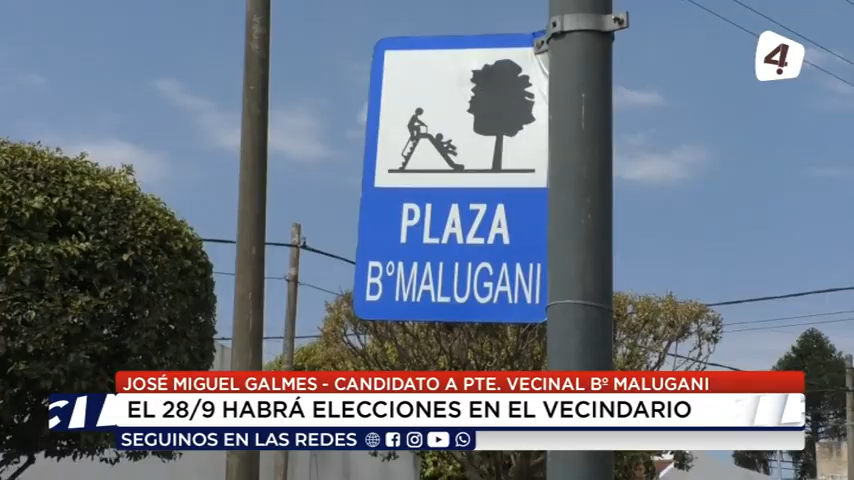 4
PLAZA
B°MALUGANI
JOSÉ MIGUEL GALMES - CANDIDATO A PTE. VECINAL Bº MALUGANI
EL 28/9 HABRÁ ELECCIONES EN EL VECINDARIO
SEGUINOS EN LAS REDES